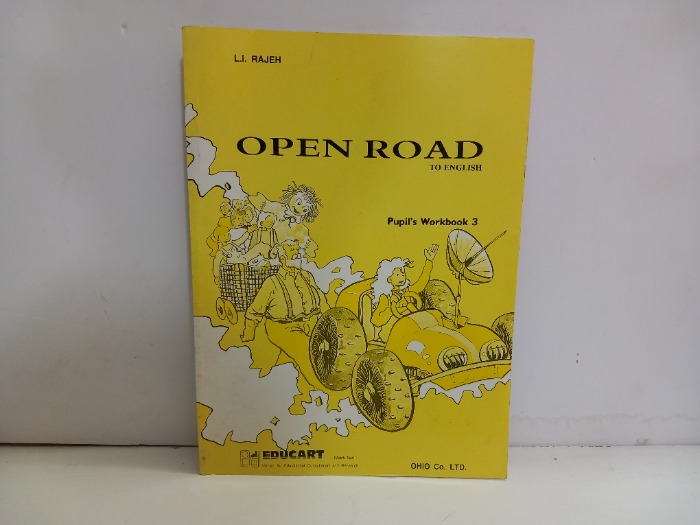 L.I. RAJEH
OPEN ROAD
TO ENGLISH
Pupil's Workbook 3
EDUCART
OHIO Co. LTD.